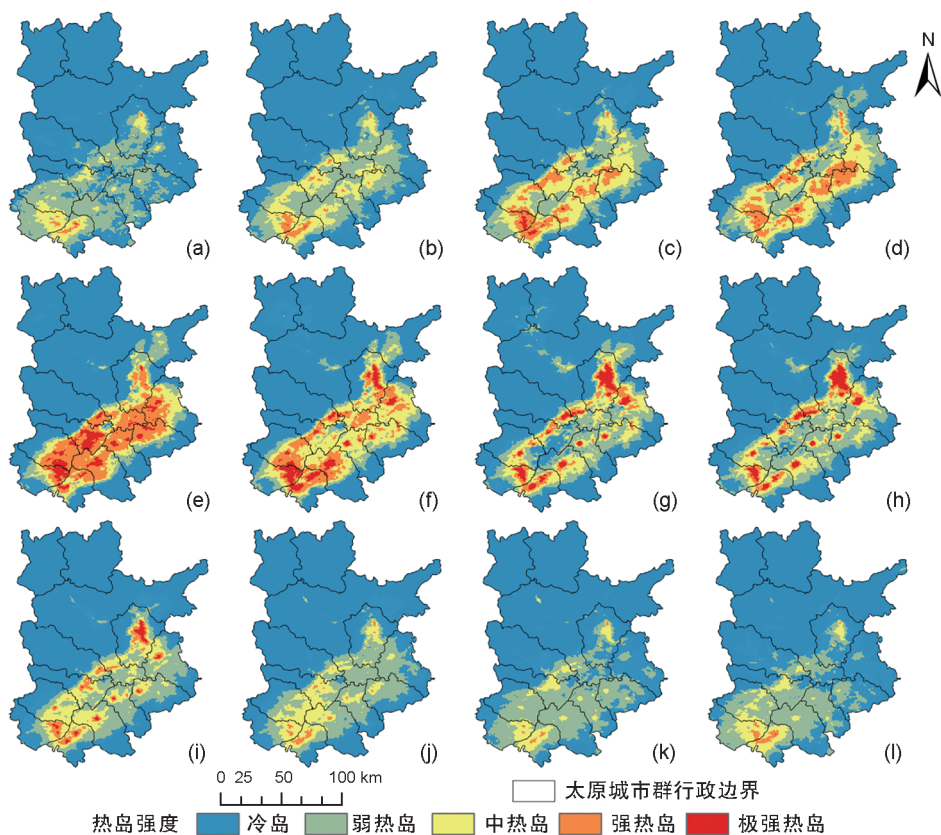 N
(a) (b) (c) (d)
(e) (f) (g) (h)
(i) (j) (k) (l)
0 25 50 100 km
太原城市群行政边界
热岛强度 冷岛 弱热岛 中热岛 强热岛 极强热岛